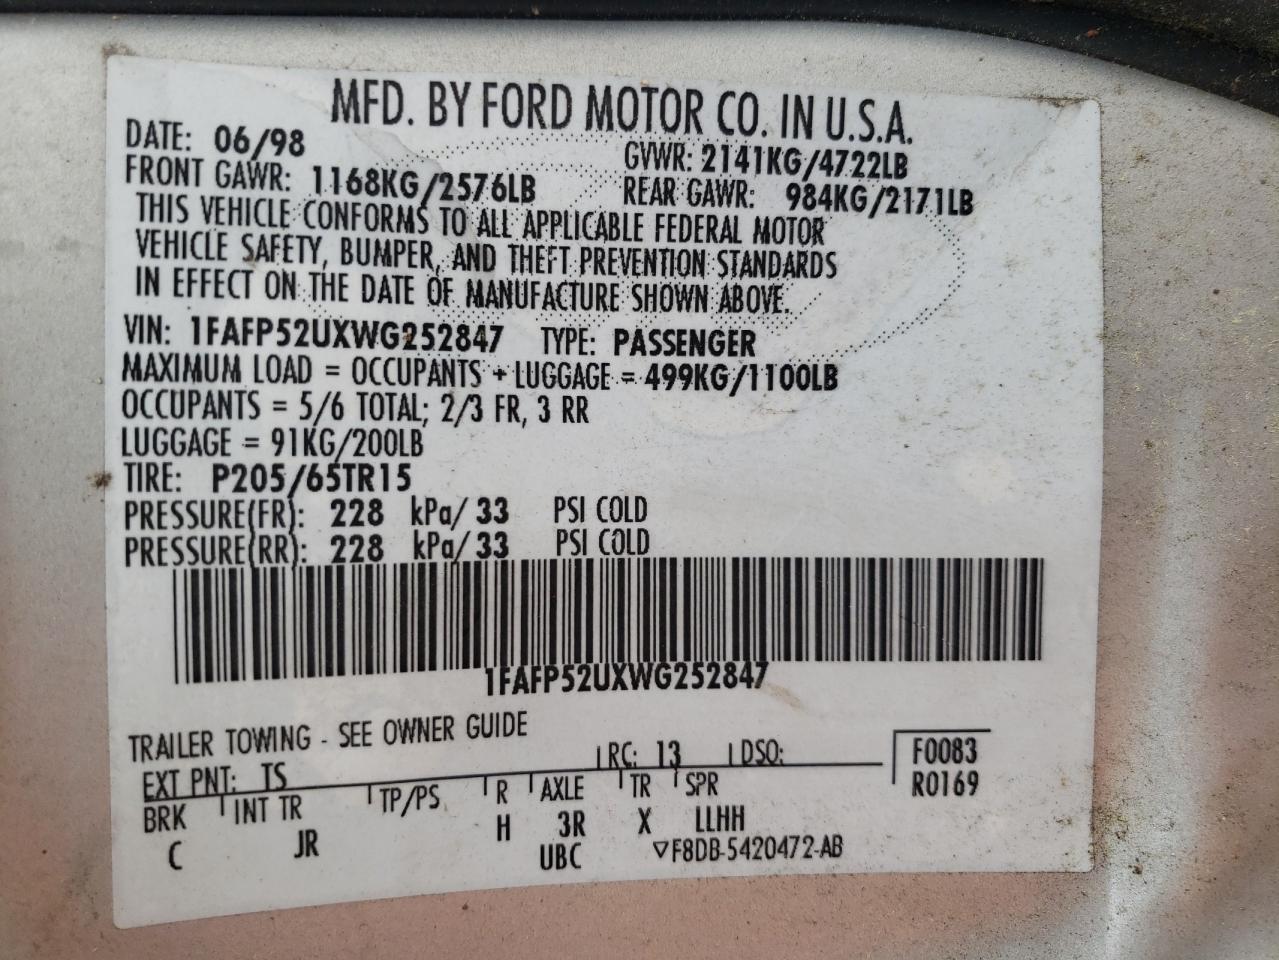 MFD. BY FORD MOTOR CO. IN U.S.A.
DATE: 06/98 GVWR: 2141KG/4722LB
FRONT GAWR: 1168KG/2576LB REAR GAWR: 984KG/2171LB
THIS VEHICLE CONFORMS TO ALL APPLICABLE FEDERAL MOTOR
VEHICLE SAFETY, BUMPER, AND THEFT PREVENTION STANDARDS
IN EFFECT ON THE DATE OF MANUFACTURE SHOWN ABOVE.
VIN: 1FAFP52UXWG252847 TYPE: PASSENGER
MAXIMUM LOAD = OCCUPANTS + LUGGAGE = 499KG/1100LB
OCCUPANTS = 5/6 TOTAL; 2/3 FR, 3 RR
LUGGAGE = 91KG/200LB
TIRE: P205/65TR15
PRESSURE(FR): 228 kPa/ 33 PSI COLD
PRESSURE(RR): 228 kPa/ 33 PSI COLD
1FAFP52UXWG252847
TRAILER TOWING - SEE OWNER GUIDE
EXT PNT: TS RC: 13 DSO: F0083
R0169
BRK INT TR TP/PS R AXLE TR SPR
C JR H 3R X LLHH
UBC ▽F8DB-5420472-AB